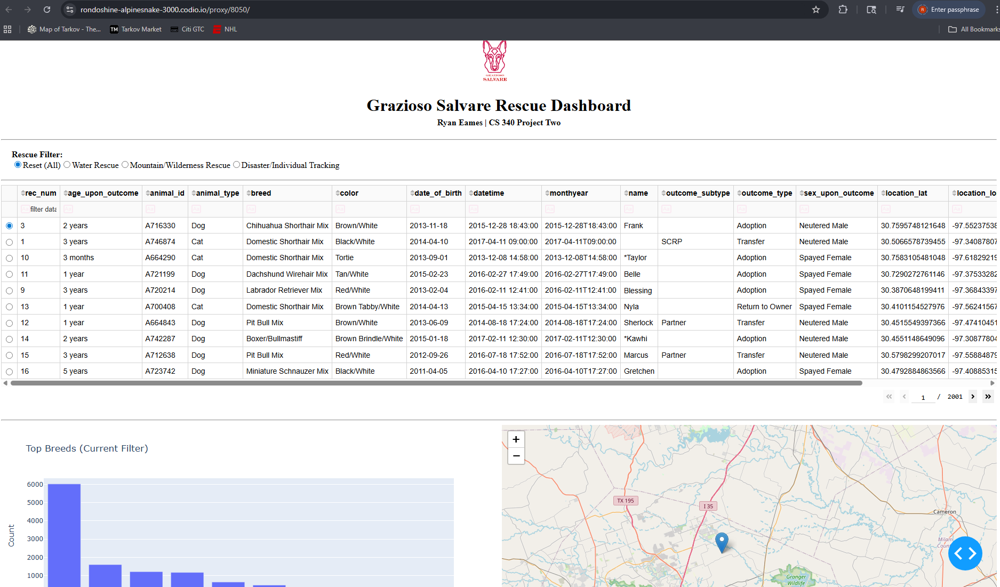 rondoshine-alpinesnake-3000.codio.io/proxy/8050/
Enter passphrase
Map of Tarkov - The...
TM Tarkov Market
Citi GTC
NHL
All Bookmarks
GRAZIOSO
SALVARE
Grazioso Salvare Rescue Dashboard
Ryan Eames | CS 340 Project Two
Rescue Filter:
Reset (All) Water Rescue Mountain/Wilderness Rescue Disaster/Individual Tracking
rec_num age_upon_outcome animal_id animal_type breed color date_of_birth datetime monthyear name outcome_subtype outcome_type sex_upon_outcome location_lat location_lo
Aa filter data Aa Aa Aa Aa Aa Aa Aa Aa Aa Aa Aa Aa Aa Aa
3 2 years A716330 Dog Chihuahua Shorthair Mix Brown/White 2013-11-18 2015-12-28 18:43:00 2015-12-28T18:43:00 Frank Adoption Neutered Male 30.7595748121648 -97.55237538
1 3 years A746874 Cat Domestic Shorthair Mix Black/White 2014-04-10 2017-04-11 09:00:00 2017-04-11T09:00:00 SCRP Transfer Neutered Male 30.5066578739455 -97.34087807
10 3 months A664290 Cat Domestic Shorthair Mix Tortie 2013-09-01 2013-12-08 14:58:00 2013-12-08T14:58:00 *Taylor Adoption Spayed Female 30.7583105481048 -97.61829219
11 1 year A721199 Dog Dachshund Wirehair Mix Tan/White 2015-02-23 2016-02-27 17:49:00 2016-02-27T17:49:00 Belle Adoption Spayed Female 30.7290272761146 -97.37533282
9 3 years A720214 Dog Labrador Retriever Mix Red/White 2013-02-04 2016-02-11 12:41:00 2016-02-11T12:41:00 Blessing Adoption Spayed Female 30.3870648199411 -97.36843397
13 1 year A700408 Cat Domestic Shorthair Mix Brown Tabby/White 2014-04-13 2015-04-15 13:34:00 2015-04-15T13:34:00 Nyla Return to Owner Spayed Female 30.4101154527976 -97.56241567
12 1 year A664843 Dog Pit Bull Mix Brown/White 2013-06-09 2014-08-18 17:24:00 2014-08-18T17:24:00 Sherlock Partner Transfer Neutered Male 30.4515549397366 -97.47410451
14 2 years A742287 Dog Boxer/Bullmastiff Brown Brindle/White 2015-01-18 2017-02-11 12:30:00 2017-02-11T12:30:00 *Kawhi Adoption Neutered Male 30.4551148649096 -97.30877804
15 3 years A712638 Dog Pit Bull Mix Red/White 2012-09-26 2016-07-18 17:52:00 2016-07-18T17:52:00 Marcus Partner Transfer Neutered Male 30.5798299207017 -97.55884879
16 5 years A723742 Dog Miniature Schnauzer Mix Black/White 2011-04-05 2016-04-10 17:27:00 2016-04-10T17:27:00 Gretchen Adoption Spayed Female 30.4792884863566 -97.40885315
1 / 2001
Top Breeds (Current Filter)
6000
5000
4000
3000
2000
1000
Count
+
−
TX 195
I 35
Cameron
Milam
Coun
Granger
Wildlife